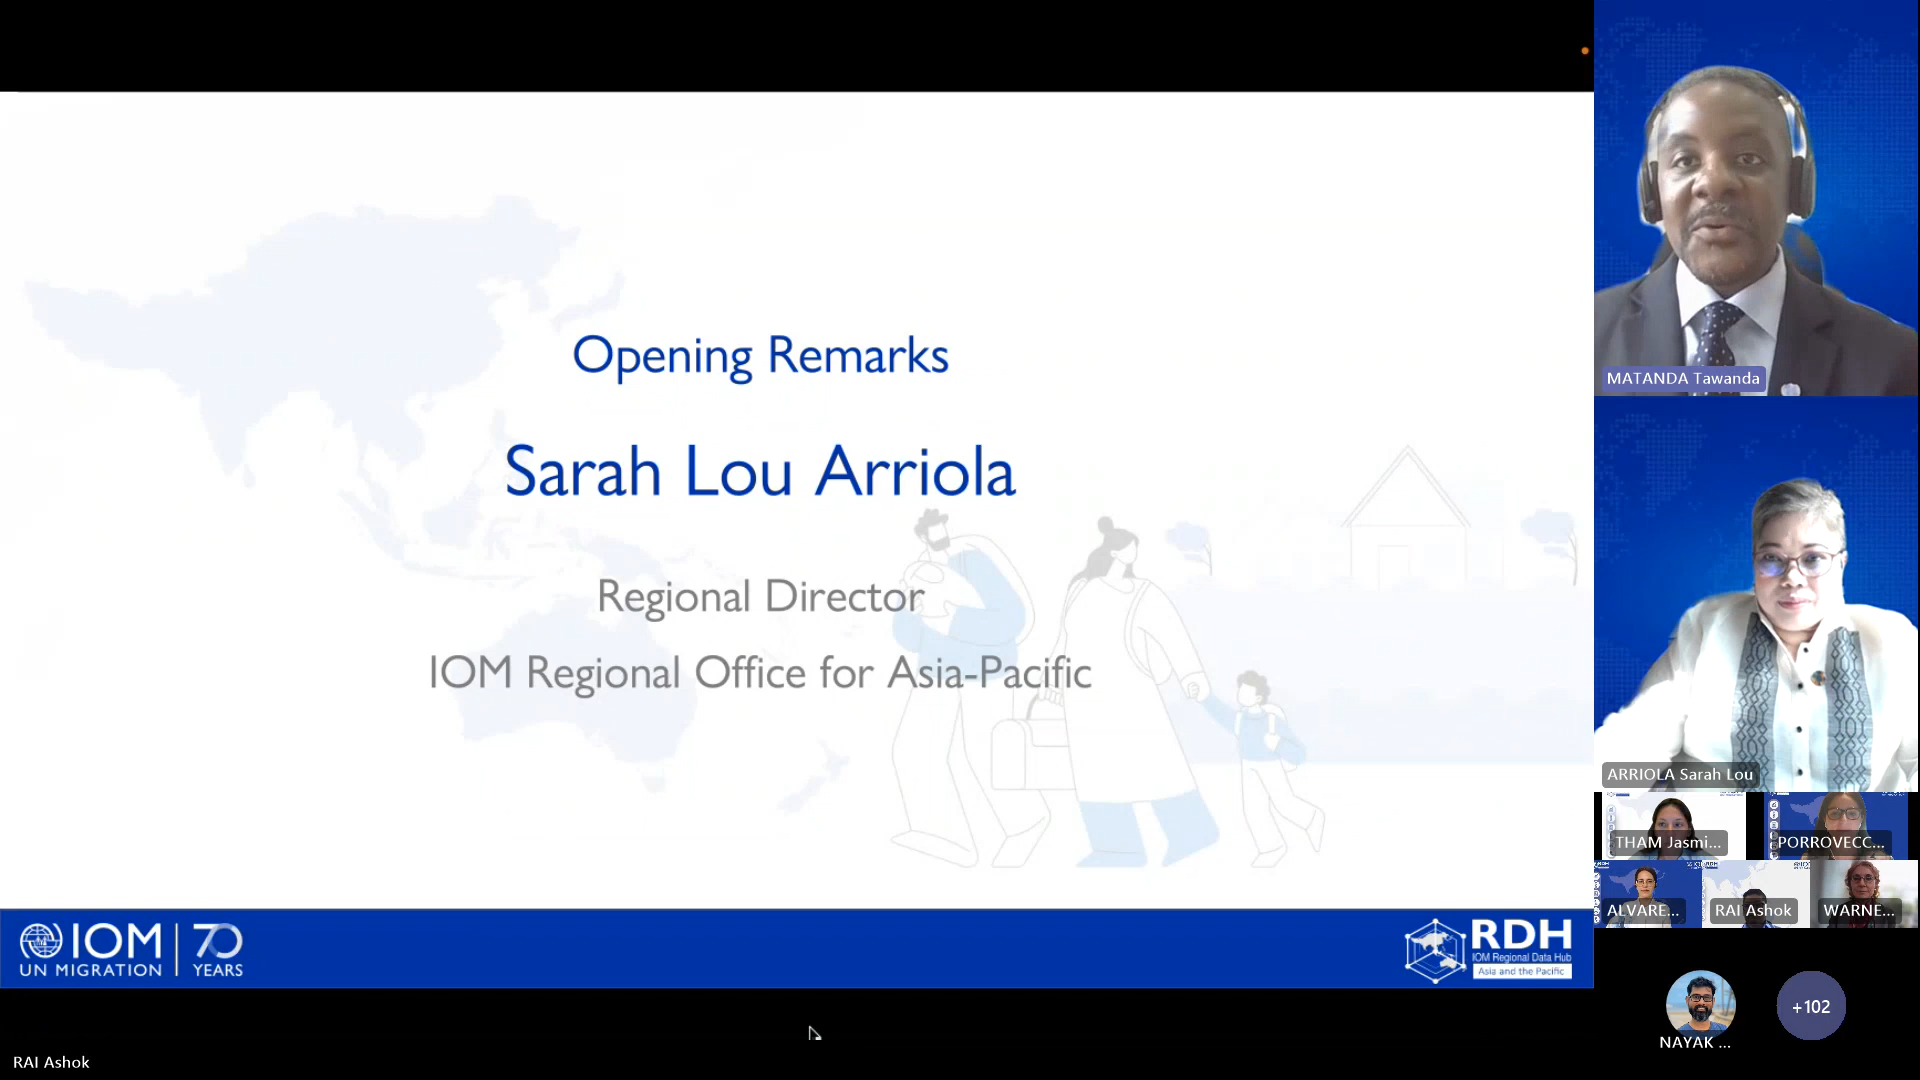 Opening Remarks
Sarah Lou Arriola
Regional Director
IOM Regional Office for Asia-Pacific
IOM
UN MIGRATION
70
YEARS
RDH
IOM Regional Data Hub
Asia and the Pacific
RAI Ashok
MATANDA Tawanda
ARRIOLA Sarah Lou
THAM Jasmi...
PORROVECC...
ALVARE...
RAI Ashok
WARNE...
NAYAK ...
+102